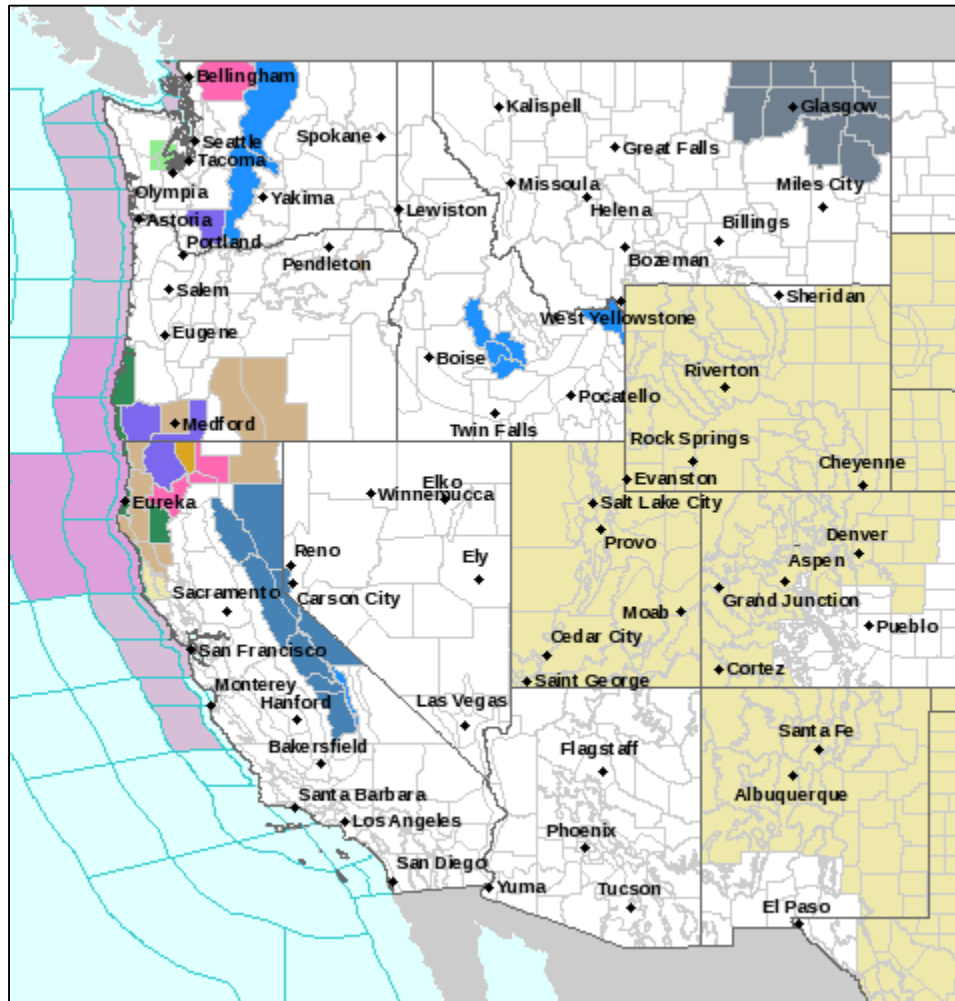 Bellingham
Kalispell
Glasgow
Seattle
Spokane
Great Falls
Tacoma
Missoula
Miles City
Olympia
Yakima
Lewiston
Helena
Astoria
Billings
Portland
Pendleton
Bozeman
Salem
Sheridan
West Yellowstone
Eugene
Boise
Riverton
Pocatello
Medford
Twin Falls
Rock Springs
Cheyenne
Evanston
Elko
Winnemucca
Eureka
Salt Lake City
Provo
Denver
Reno
Ely
Aspen
Sacramento
Carson City
Grand Junction
Moab
Pueblo
Cedar City
San Francisco
Cortez
Saint George
Monterey
Hanford
Las Vegas
Santa Fe
Bakersfield
Flagstaff
Albuquerque
Santa Barbara
Los Angeles
Phoenix
San Diego
Yuma
Tucson
El Paso